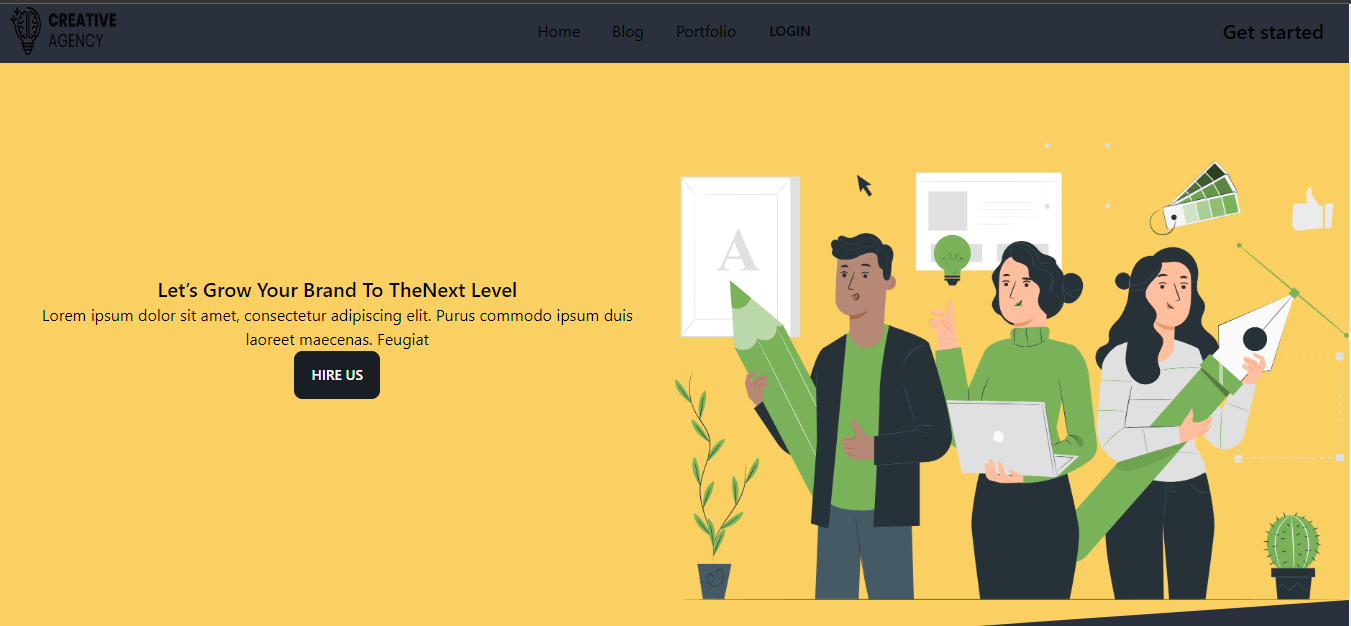 CREATIVE
AGENCY
Home Blog Portfolio LOGIN Get started
A
Let’s Grow Your Brand To TheNext Level
Lorem ipsum dolor sit amet, consectetur adipiscing elit. Purus commodo ipsum duis
laoreet maecenas. Feugiat
HIRE US